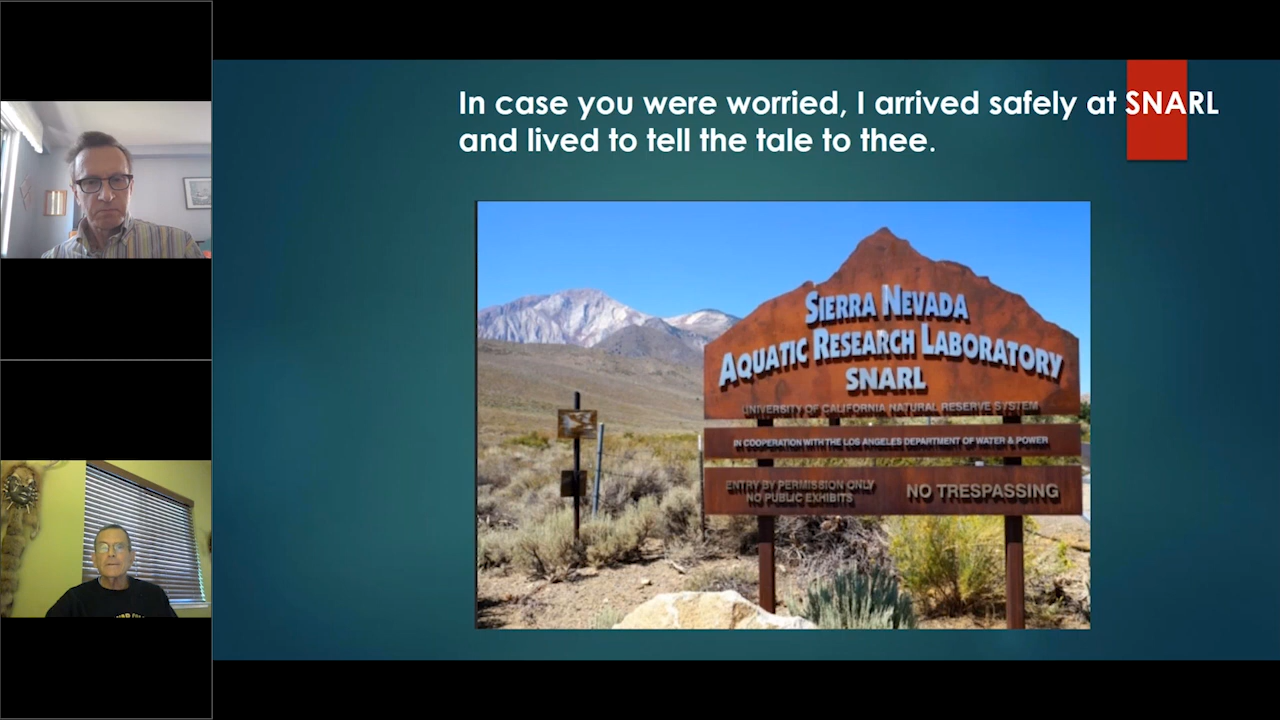 In case you were worried, I arrived safely at SNARL
and lived to tell the tale to thee.
SIERRA NEVADA
AQUATIC RESEARCH LABORATORY
SNARL
UNIVERSITY OF CALIFORNIA NATURAL RESERVE SYSTEM
IN COOPERATION WITH THE LOS ANGELES DEPARTMENT OF WATER & POWER
ENTRY BY PERMISSION ONLY
NO PUBLIC EXHIBITS
NO TRESPASSING